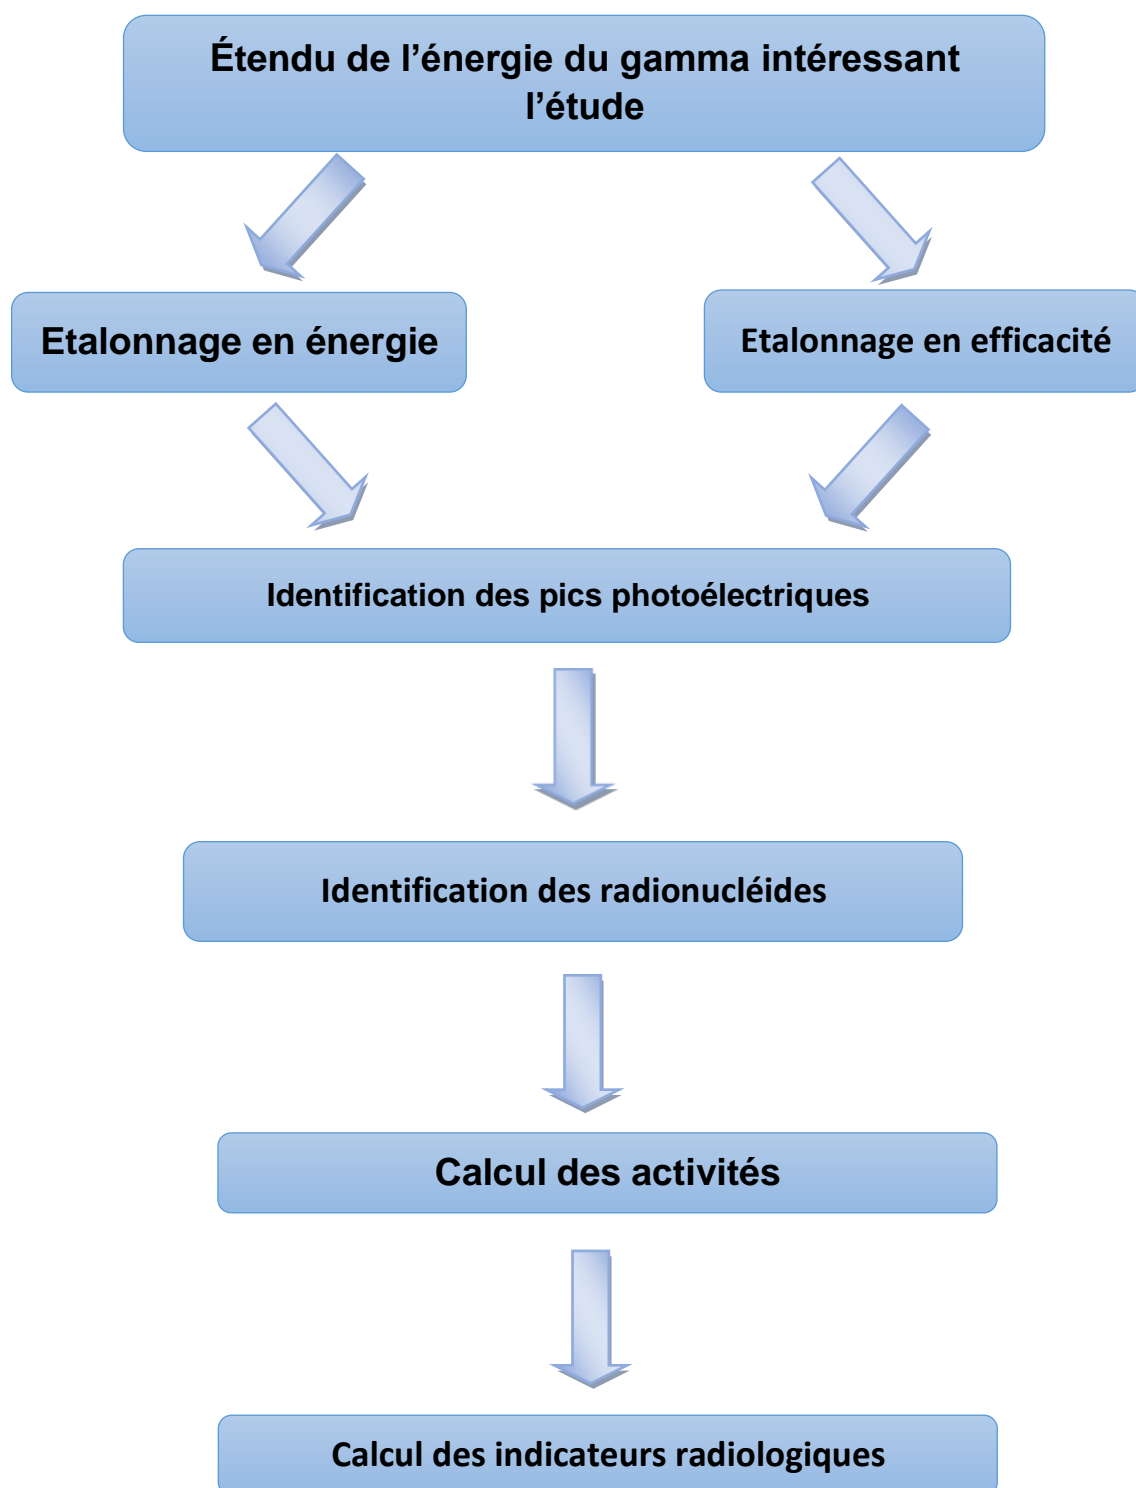 Étendu de l’énergie du gamma intéressant
l’étude
Etalonnage en énergie
Etalonnage en efficacité
Identification des pics photoélectriques
Identification des radionucléides
Calcul des activités
Calcul des indicateurs radiologiques